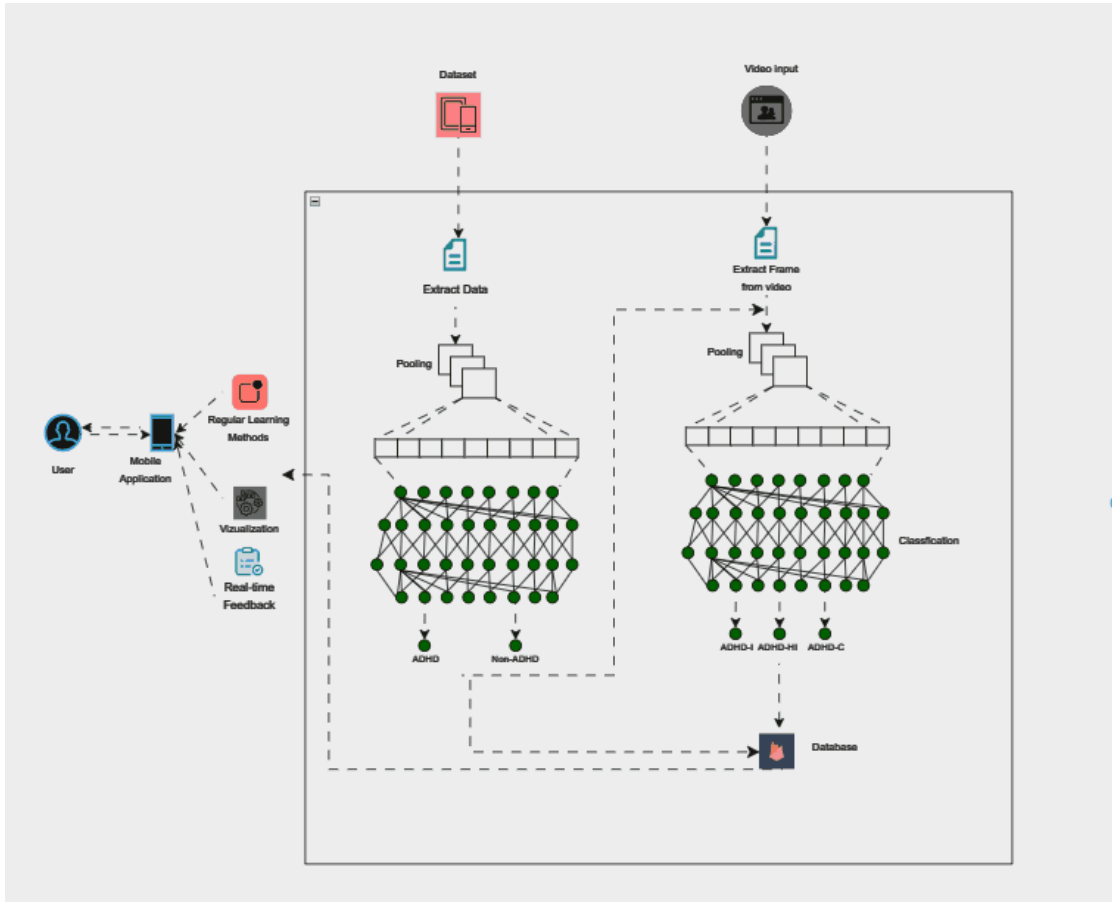 Dataset
Video input
Extract Data
Extract Frame
from video
Pooling
Pooling
Regular Learning
Methods
User
Mobile
Application
Vizualization
Classfication
Real-time
Feedback
ADHD
Non-ADHD
ADHD-I
ADHD-HI
ADHD-C
Database